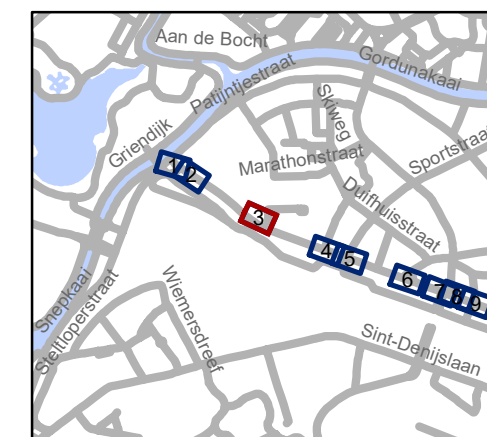 Aan de Bocht
Gordunakaai
Patijntjestraat
Skiweg
Griendijk
Marathonstraat
Sportstraat
1
2
Duifhuisstraat
3
4
5
6
7
8
9
Snepkaai
Steltloperstraat
Wiemersdreef
Sint-Denijslaan